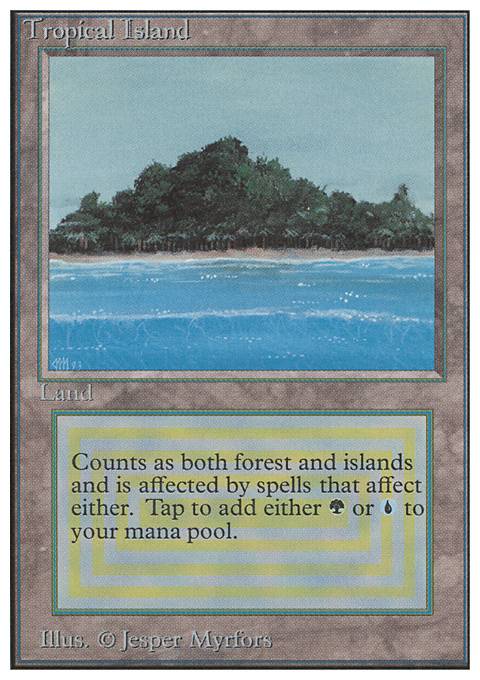 Tropical Island
Land
Counts as both forest and islands
and is affected by spells that affect
either. Tap to add either or to
your mana pool.
Illus. © Jesper Myrfors